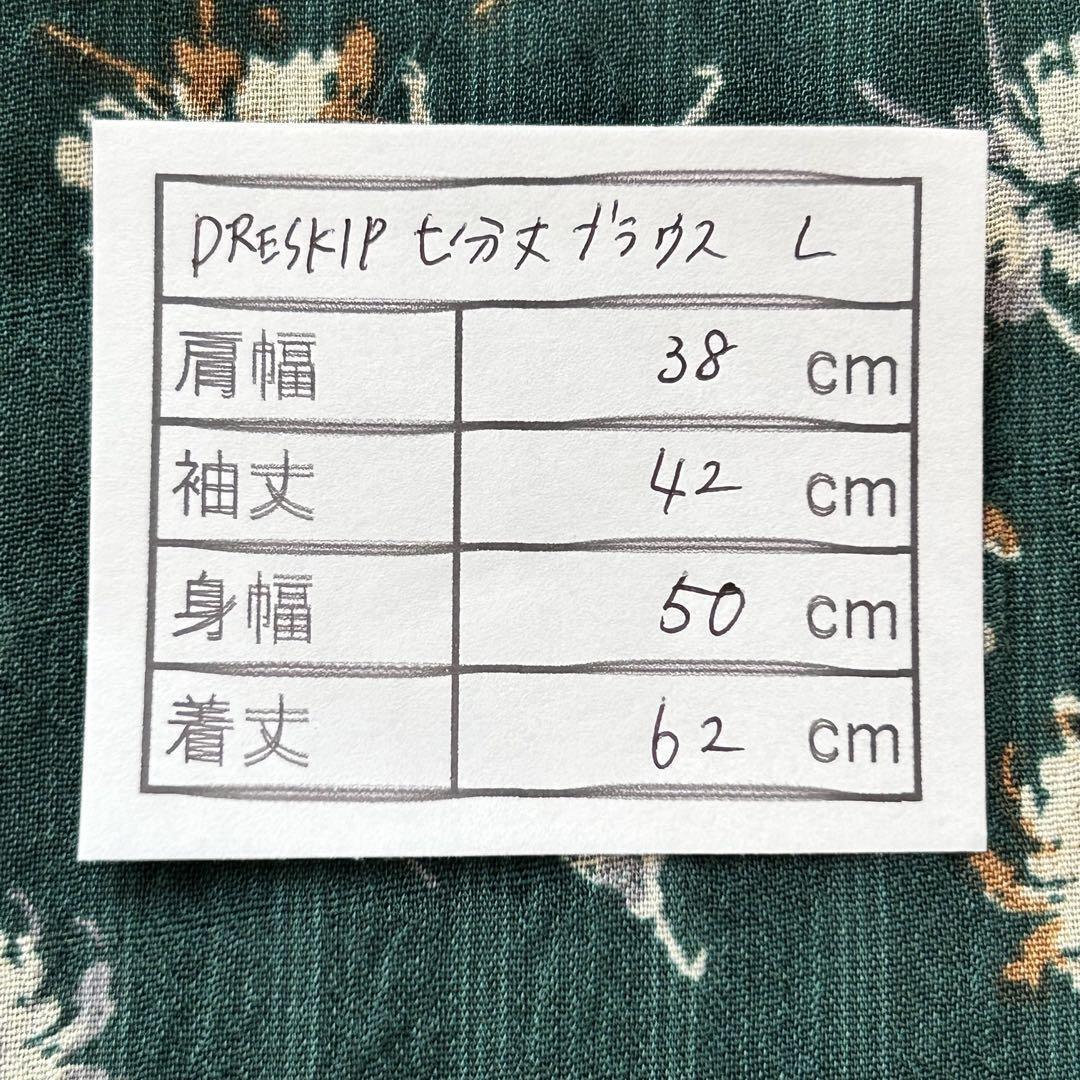 DRESKIP 七分丈ブラウス L
肩幅 38 cm
袖丈 42 cm
身幅 50 cm
着丈 62 cm